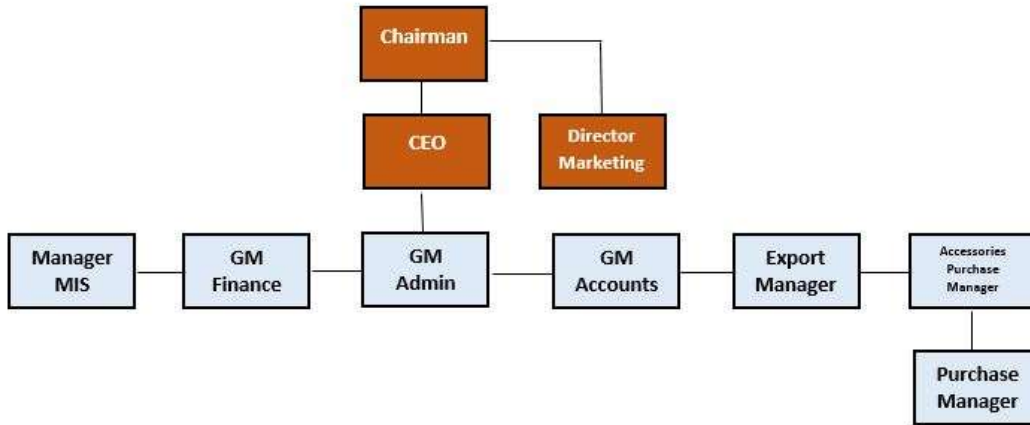 Chairman
CEO
Director
Marketing
Manager
MIS
GM
Finance
GM
Admin
GM
Accounts
Export
Manager
Accessories
Purchase
Manager
Purchase
Manager